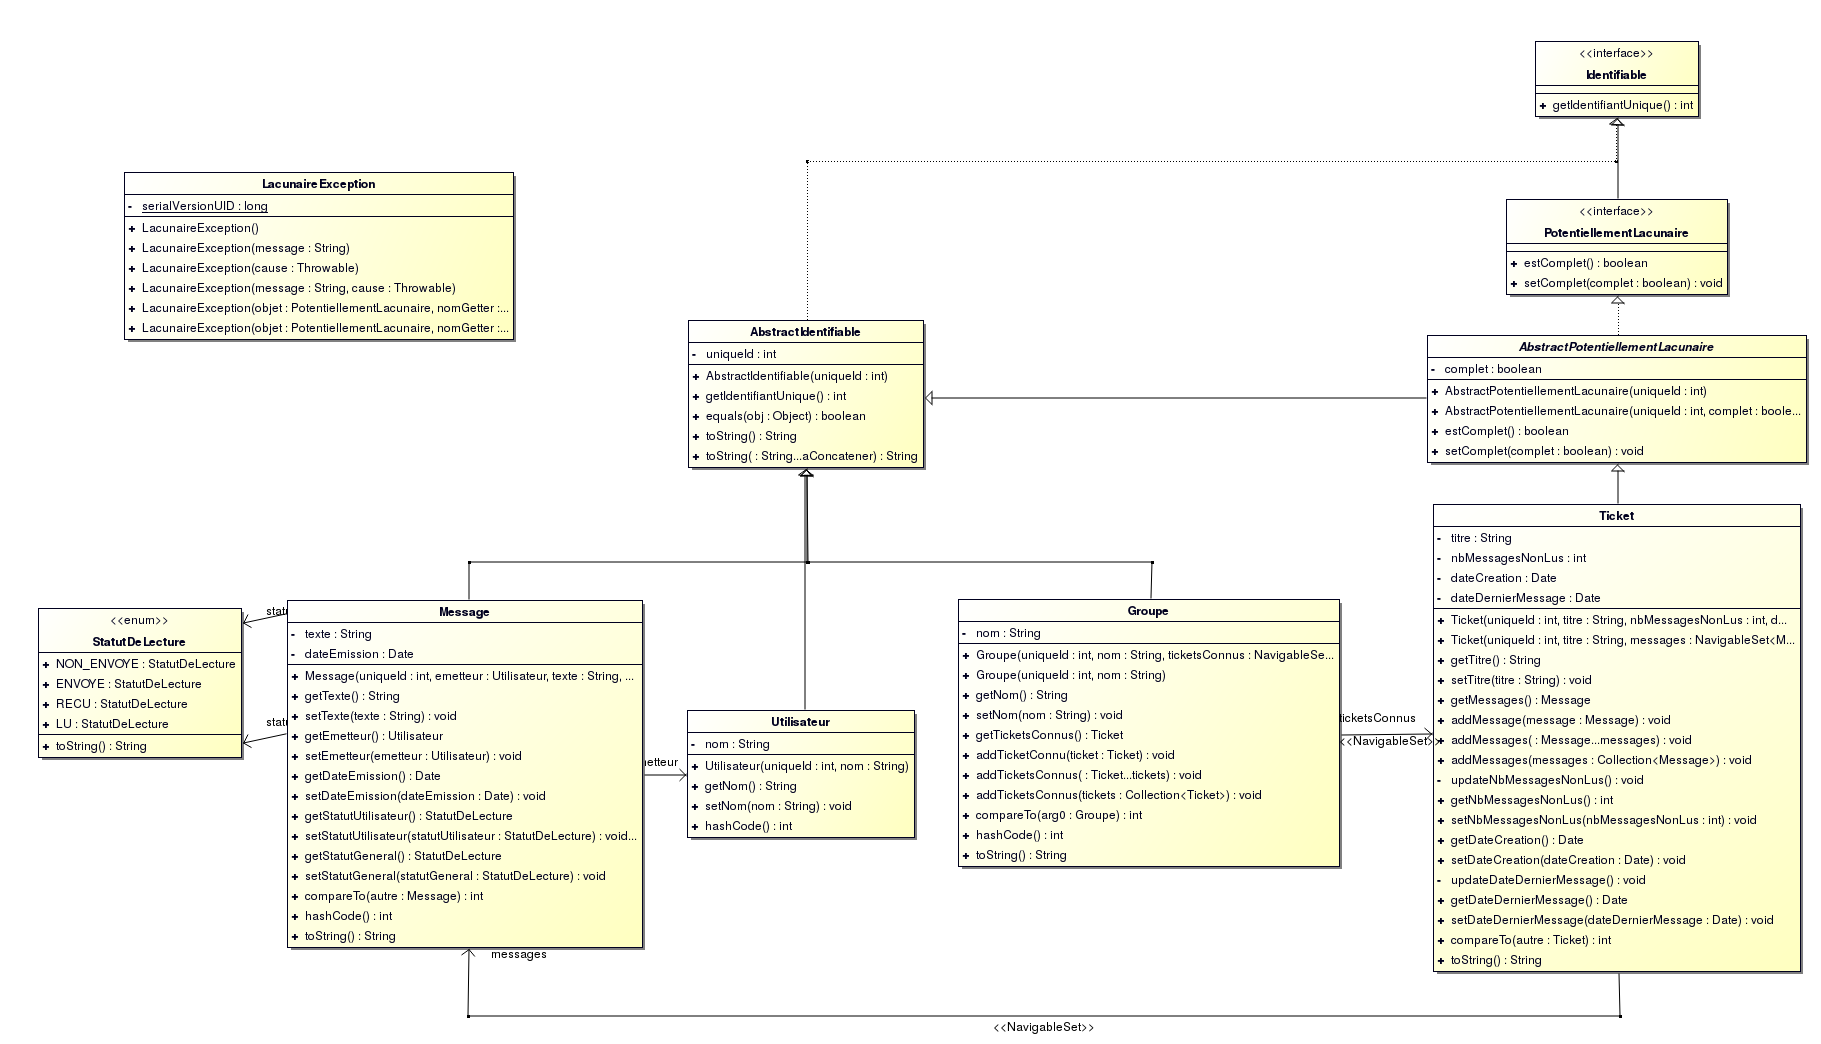 <<interface>>
Identifiable
+ getIdentifiantUnique() : int
<<interface>>
PotentiellementLacunaire
+ estComplet() : boolean
+ setComplet(complet : boolean) : void
LacunaireException
- serialVersionUID : long
+ LacunaireException()
+ LacunaireException(message : String)
+ LacunaireException(cause : Throwable)
+ LacunaireException(message : String, cause : Throwable)
+ LacunaireException(objet : PotentiellementLacunaire, nomGetter :...
+ LacunaireException(objet : PotentiellementLacunaire, nomGetter :...
AbstractIdentifiable
- uniqueId : int
+ AbstractIdentifiable(uniqueId : int)
+ getIdentifiantUnique() : int
+ equals(obj : Object) : boolean
+ toString() : String
+ toString( : String...aConcatener) : String
AbstractPotentiellementLacunaire
- complet : boolean
+ AbstractPotentiellementLacunaire(uniqueId : int)
+ AbstractPotentiellementLacunaire(uniqueId : int, complet : boole...
+ estComplet() : boolean
+ setComplet(complet : boolean) : void
<<enum>>
StatutDeLecture
+ NON_ENVOYE : StatutDeLecture
+ ENVOYE : StatutDeLecture
+ RECU : StatutDeLecture
+ LU : StatutDeLecture
+ toString() : String
statu
statu
Message
- texte : String
- dateEmission : Date
+ Message(uniqueId : int, emetteur : Utilisateur, texte : String, ...
+ getTexte() : String
+ setTexte(texte : String) : void
+ getEmetteur() : Utilisateur
+ setEmetteur(emetteur : Utilisateur) : void
+ getDateEmission() : Date
+ setDateEmission(dateEmission : Date) : void
+ getStatutUtilisateur() : StatutDeLecture
+ setStatutUtilisateur(statutUtilisateur : StatutDeLecture) : void...
+ getStatutGeneral() : StatutDeLecture
+ setStatutGeneral(statutGeneral : StatutDeLecture) : void
+ compareTo(autre : Message) : int
+ hashCode() : int
+ toString() : String
metteur
Utilisateur
- nom : String
+ Utilisateur(uniqueId : int, nom : String)
+ getNom() : String
+ setNom(nom : String) : void
+ hashCode() : int
Groupe
- nom : String
+ Groupe(uniqueId : int, nom : String, ticketsConnus : NavigableSe...
+ Groupe(uniqueId : int, nom : String)
+ getNom() : String
+ setNom(nom : String) : void
+ getTicketsConnus() : Ticket
+ addTicketConnu(ticket : Ticket) : void
+ addTicketsConnus( : Ticket...tickets) : void
+ addTicketsConnus(tickets : Collection<Ticket>) : void
+ compareTo(arg0 : Groupe) : int
+ hashCode() : int
+ toString() : String
ticketsConnus
<<NavigableSet>>
Ticket
- titre : String
- nbMessagesNonLus : int
- dateCreation : Date
- dateDernierMessage : Date
+ Ticket(uniqueId : int, titre : String, nbMessagesNonLus : int, d...
+ Ticket(uniqueId : int, titre : String, messages : NavigableSet<M...
+ getTitre() : String
+ setTitre(titre : String) : void
+ getMessages() : Message
+ addMessage(message : Message) : void
+ addMessages( : Message...messages) : void
+ addMessages(messages : Collection<Message>) : void
- updateNbMessagesNonLus() : void
+ getNbMessagesNonLus() : int
+ setNbMessagesNonLus(nbMessagesNonLus : int) : void
+ getDateCreation() : Date
+ setDateCreation(dateCreation : Date) : void
- updateDateDernierMessage() : void
+ getDateDernierMessage() : Date
+ setDateDernierMessage(dateDernierMessage : Date) : void
+ compareTo(autre : Ticket) : int
+ toString() : String
messages
<<NavigableSet>>